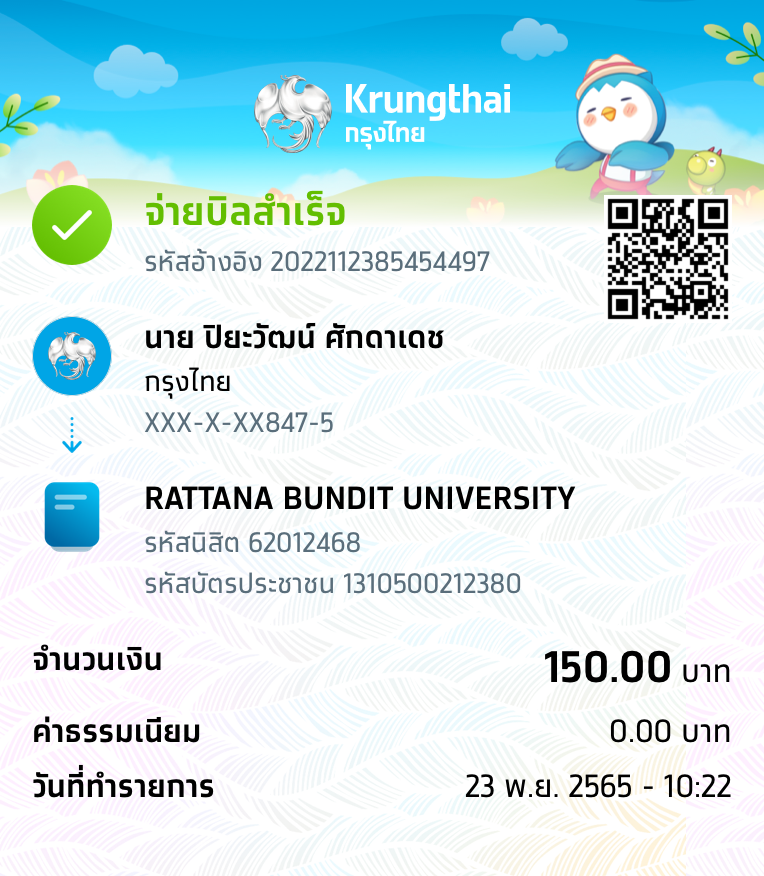 Krungthai
กรุงไทย
จ่ายบิลสำเร็จ
รหัสอ้างอิง 2022112385454497
นาย ปิยะวัฒน์ ศักดาเดช
กรุงไทย
XXX-X-XX847-5
RATTANA BUNDIT UNIVERSITY
รหัสนิสิต 62012468
รหัสบัตรประชาชน 1310500212380
จำนวนเงิน 150.00 บาท
ค่าธรรมเนียม 0.00 บาท
วันที่ทำรายการ 23 พ.ย. 2565 - 10:22